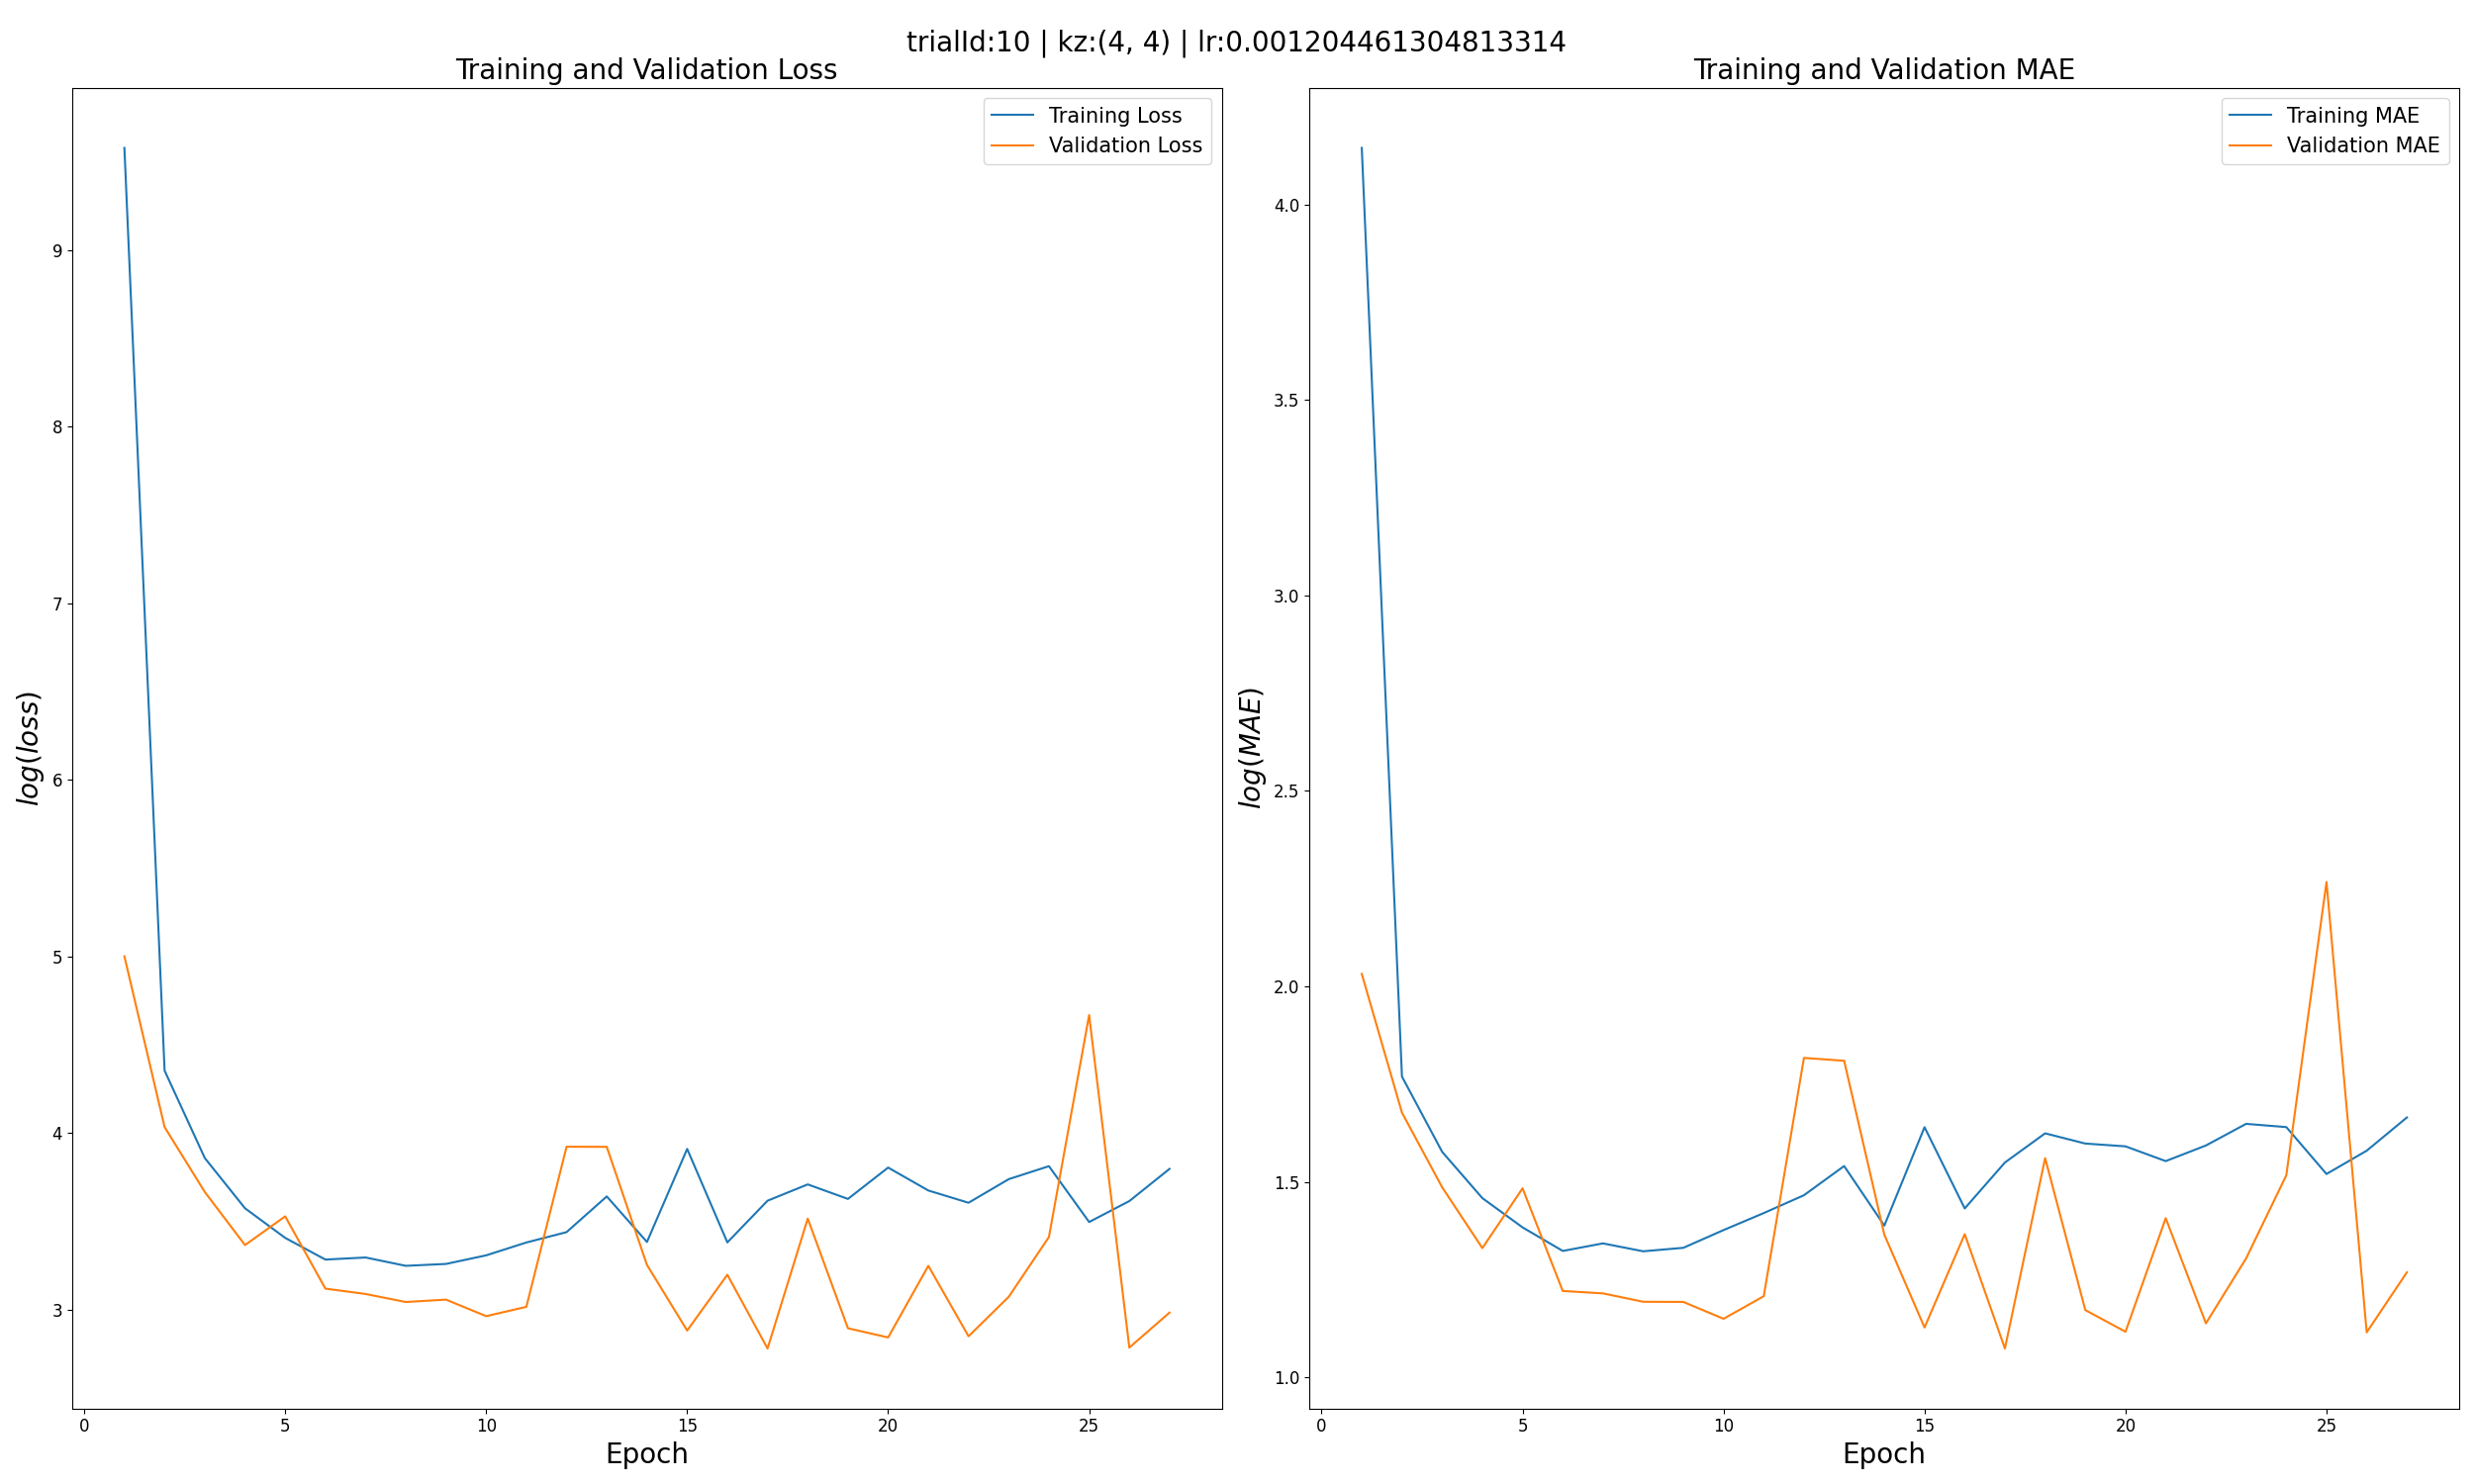 trialId:10 | kz:(4, 4) | lr:0.001204461304813314
Training and Validation Loss
Training Loss
Validation Loss
9
8
7
6
5
4
3
log(loss)
0 5 10 15 20 25
Epoch
Training and Validation MAE
Training MAE
Validation MAE
4.0
3.5
3.0
2.5
2.0
1.5
1.0
log(MAE)
0 5 10 15 20 25
Epoch